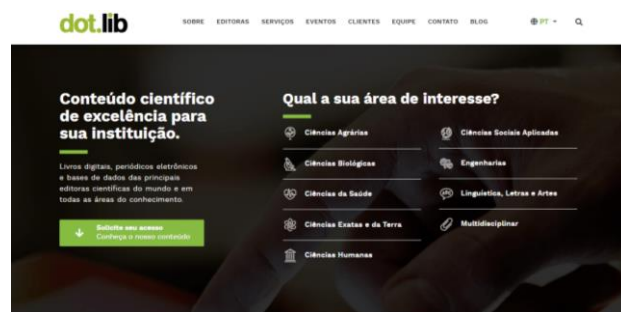 dot.lib
SOBRE EDITORAS SERVIÇOS EVENTOS CLIENTES EQUIPE CONTATO BLOG PT
Conteúdo científico
de excelência para
sua instituição.
Livros digitais, periódicos eletrônicos
e bases de dados das principais
editoras científicas do mundo e em
todas as áreas do conhecimento.
Solicite seu acesso
Conheça o nosso conteúdo
Qual a sua área de interesse?
Ciências Agrárias
Ciências Biológicas
Ciências da Saúde
Ciências Exatas e da Terra
Ciências Humanas
Ciências Sociais Aplicadas
Engenharias
Linguística, Letras e Artes
Multidisciplinar